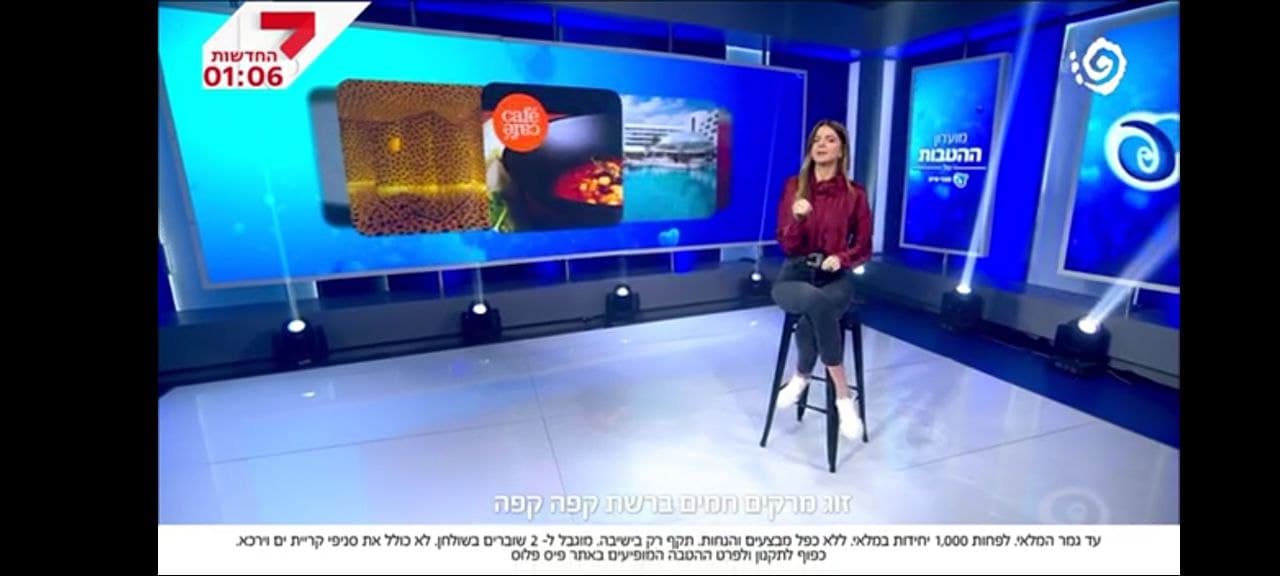 החדשות
01:06
café
café
מועדון
ההטבות
של
זוג מרקים חמים ברשת קפה קפה
עד גמר המלאי. לפחות 1,000 יחידות במלאי. ללא כפל מבצעים והנחות. תקף רק בישיבה. מוגבל ל- 2 שוברים בשולחן. לא כולל את סניפי קריית ים וירכא.
כפוף לתקנון ולפרט ההטבה המופיעים באתר פיס פלוס